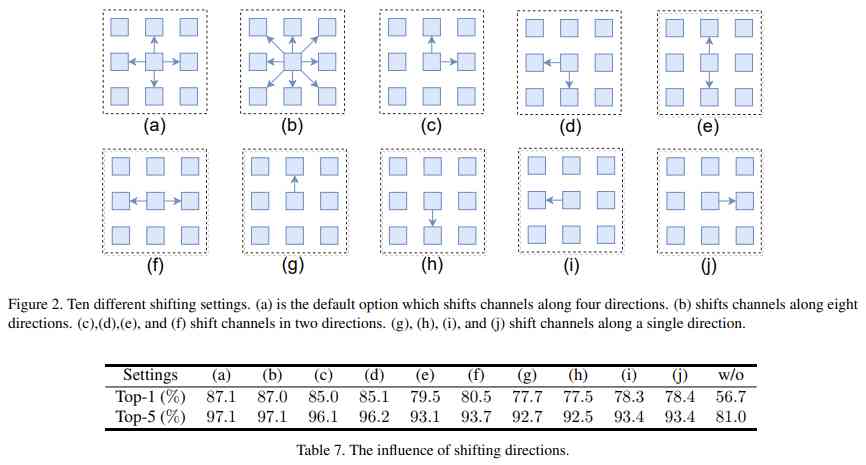 (a) (b) (c) (d) (e)
(f) (g) (h) (i) (j)
Figure 2. Ten different shifting settings. (a) is the default option which shifts channels along four directions. (b) shifts channels along eight
directions. (c),(d),(e), and (f) shift channels in two directions. (g), (h), (i), and (j) shift channels along a single direction.
Settings (a) (b) (c) (d) (e) (f) (g) (h) (i) (j) w/o
Top-1 (%) 87.1 87.0 85.0 85.1 79.5 80.5 77.7 77.5 78.3 78.4 56.7
Top-5 (%) 97.1 97.1 96.1 96.2 93.1 93.7 92.7 92.5 93.4 93.4 81.0
Table 7. The influence of shifting directions.